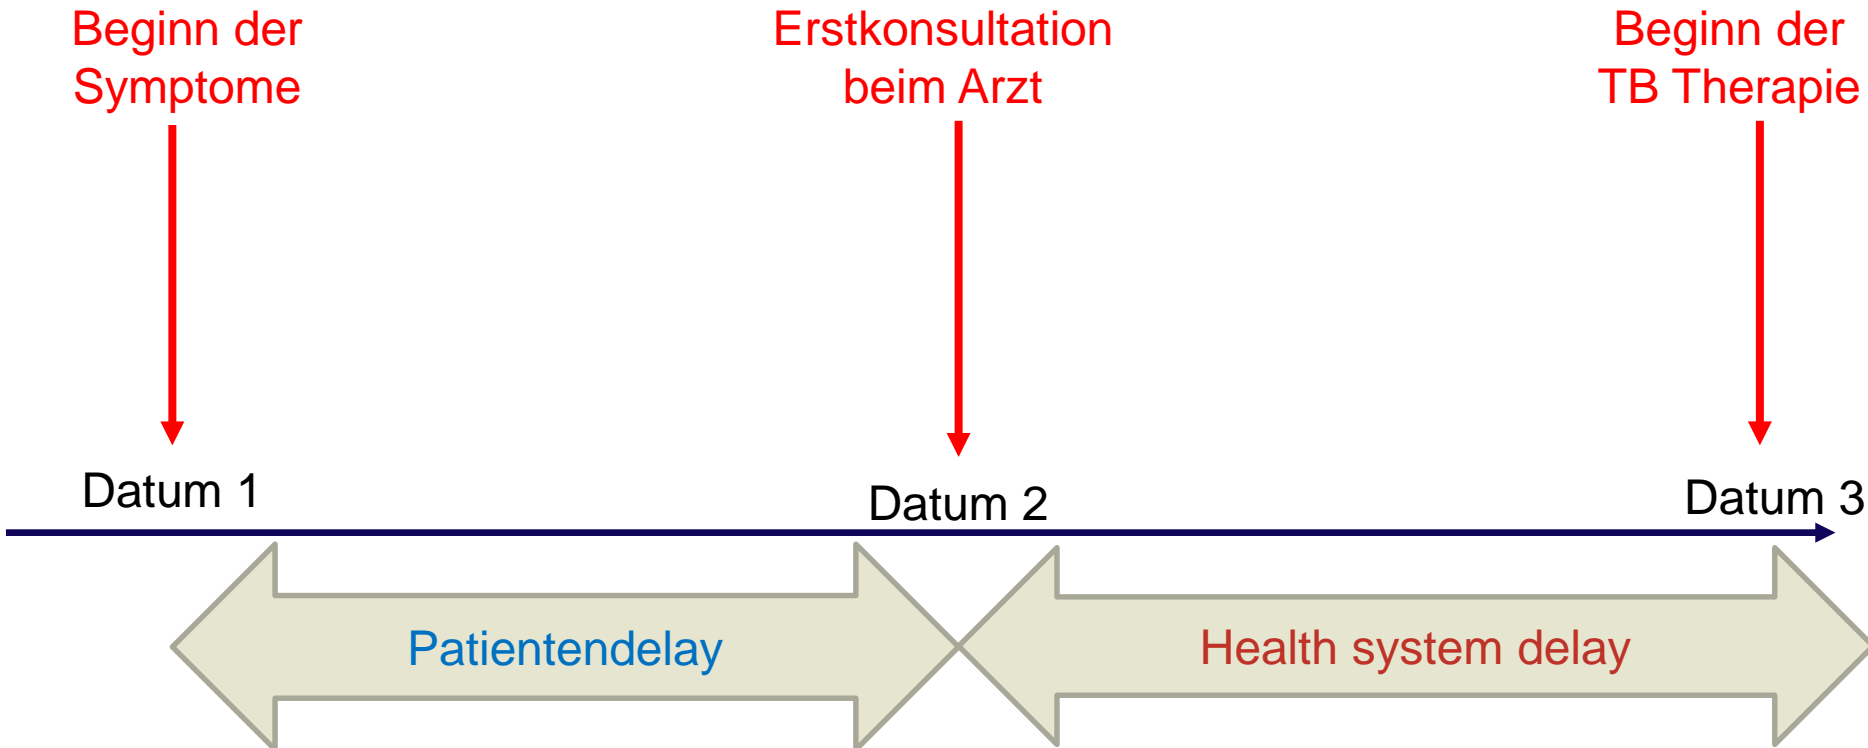 Beginn der
Symptome
Erstkonsultation
beim Arzt
Beginn der
TB Therapie
Datum 1
Datum 2
Datum 3
Patientendelay
Health system delay